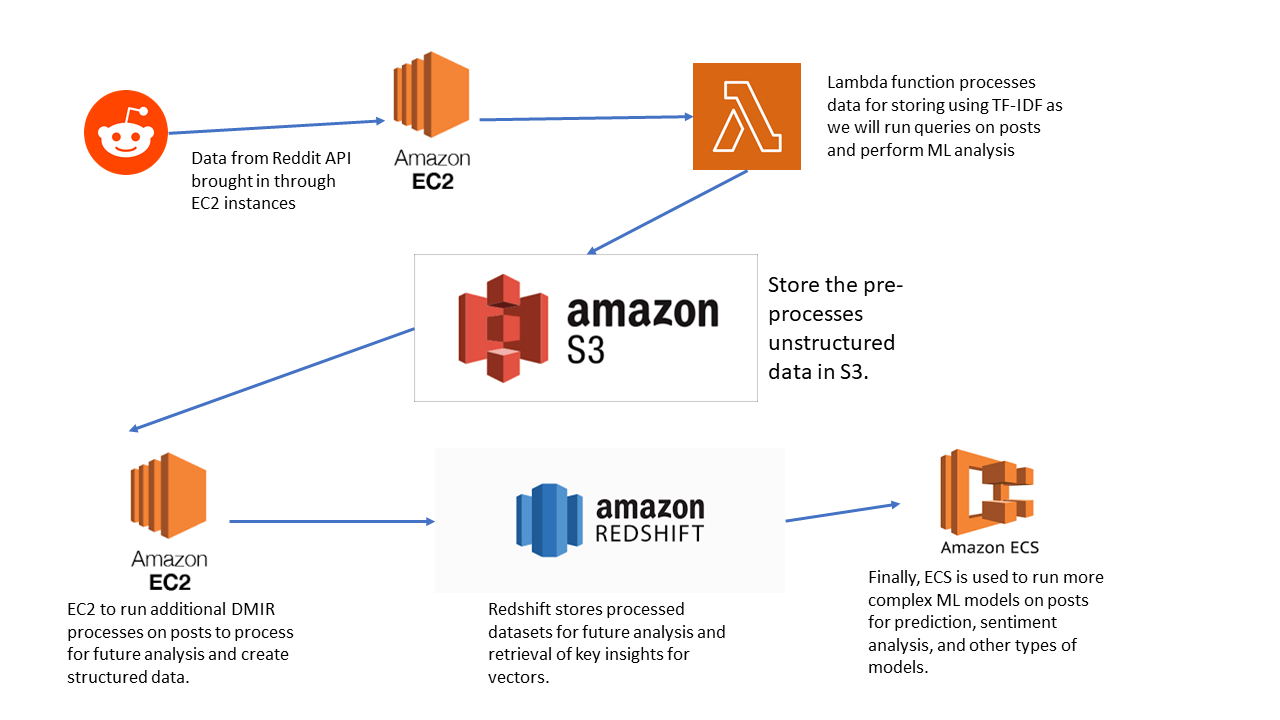 Data from Reddit API
brought in through
EC2 instances
Amazon
EC2
Lambda function processes
data for storing using TF-IDF as
we will run queries on posts
and perform ML analysis
amazon
S3
Store the pre-
processes
unstructured
data in S3.
Amazon
EC2
EC2 to run additional DMIR
processes on posts to process
for future analysis and create
structured data.
amazon
REDSHIFT
Redshift stores processed
datasets for future analysis and
retrieval of key insights for
vectors.
Amazon ECS
Finally, ECS is used to run more
complex ML models on posts
for prediction, sentiment
analysis, and other types of
models.